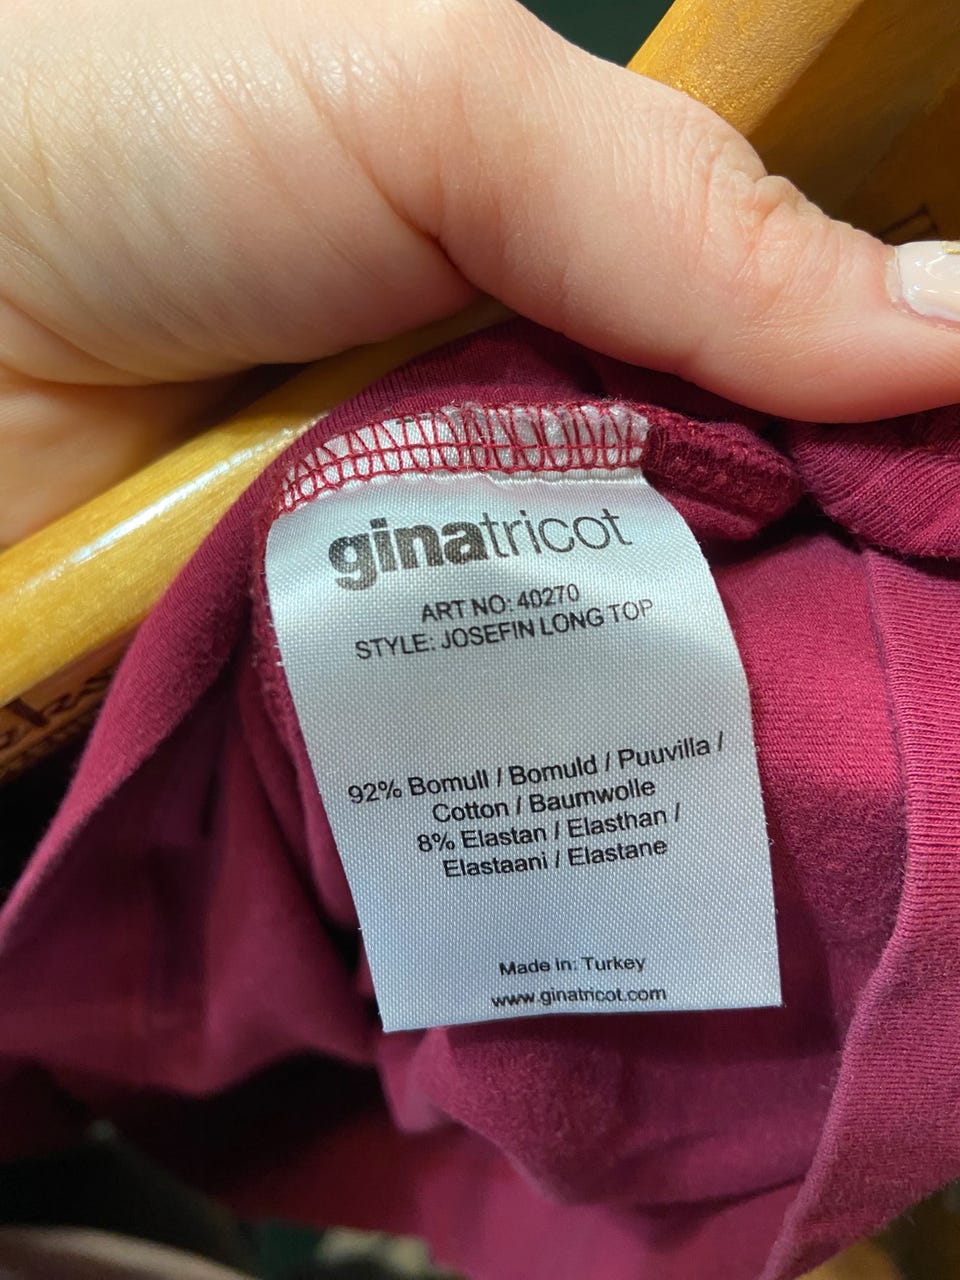 ginatricot
ART NO: 40270
STYLE: JOSEFIN LONG TOP
92% Bomull / Bomuld / Puuvilla /
Cotton / Baumwolle
8% Elastan / Elasthan /
Elastaani / Elastane
Made in: Turkey
www.ginatricot.com